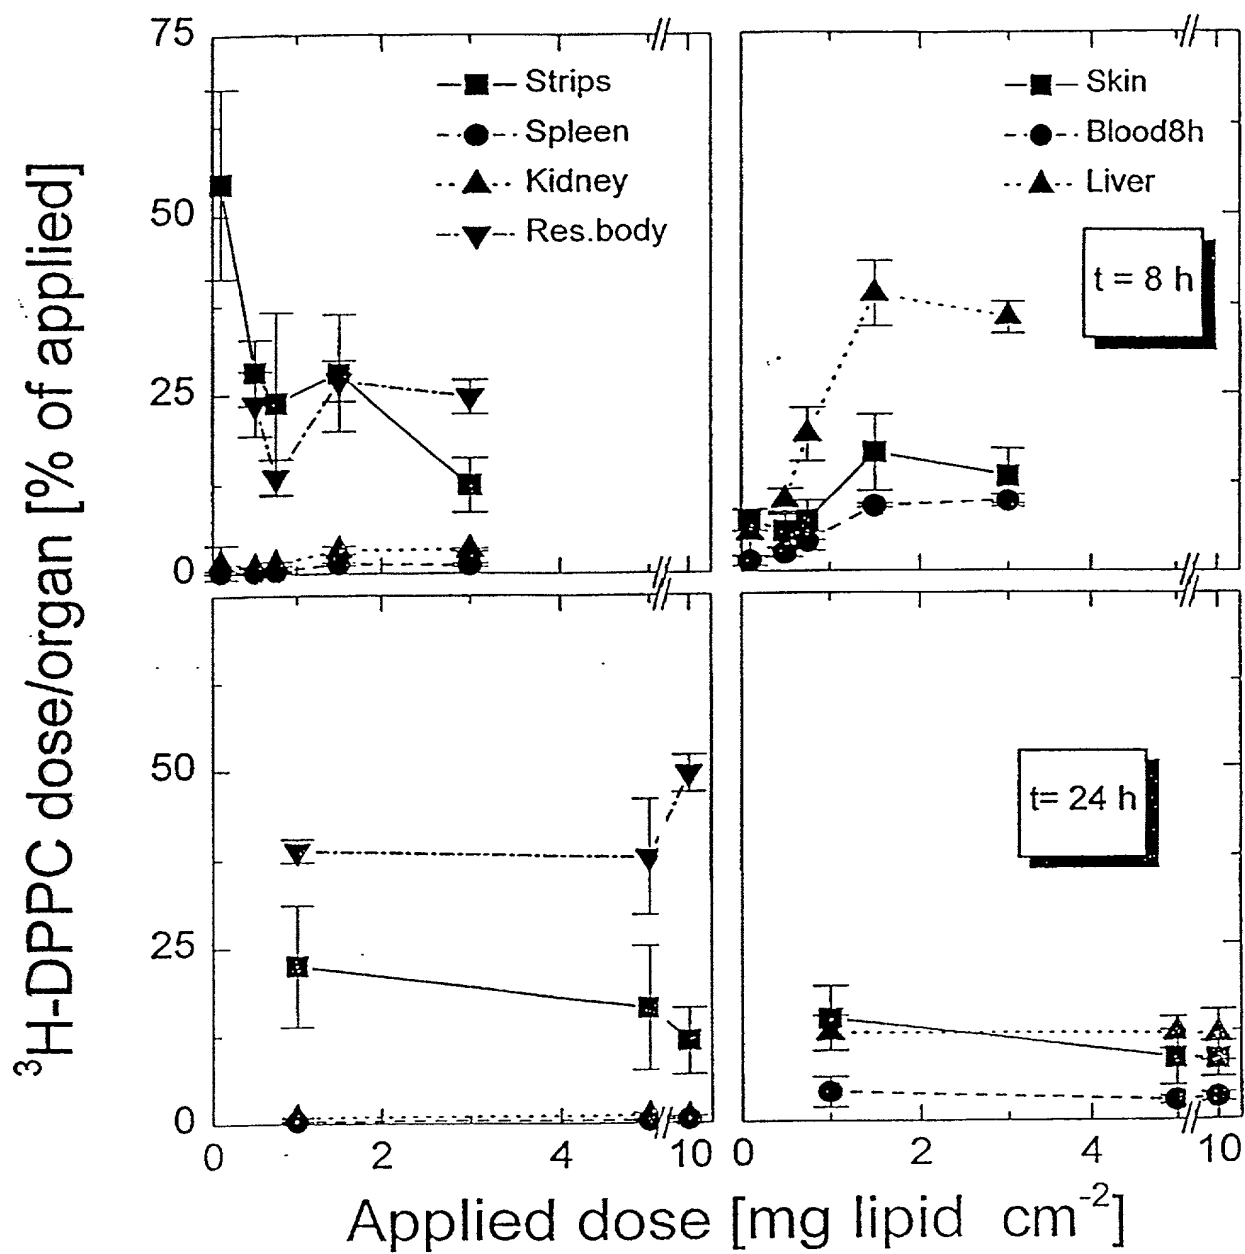 75
50
25
0
50
25
0
³H-DPPC dose/organ [% of applied]
Strips
Spleen
Kidney
Res.body
Skin
Blood8h
Liver
t = 8 h
t= 24 h
0 2 4 10
0 2 4 10
Applied dose [mg lipid cm⁻²]